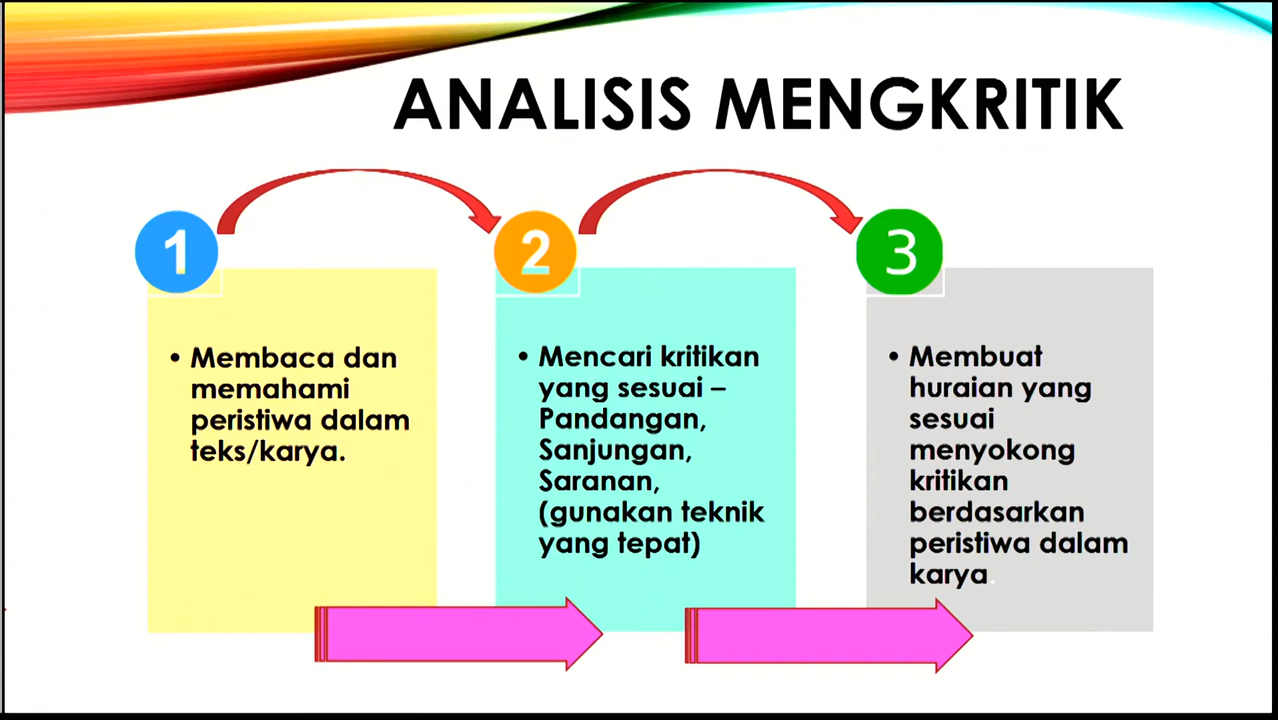 ANALISIS MENGKRITIK
1
• Membaca dan
memahami
peristiwa dalam
teks/karya.
2
• Mencari kritikan
yang sesuai –
Pandangan,
Sanjungan,
Saranan,
(gunakan teknik
yang tepat)
3
• Membuat
huraian yang
sesuai
menyokong
kritikan
berdasarkan
peristiwa dalam
karya.